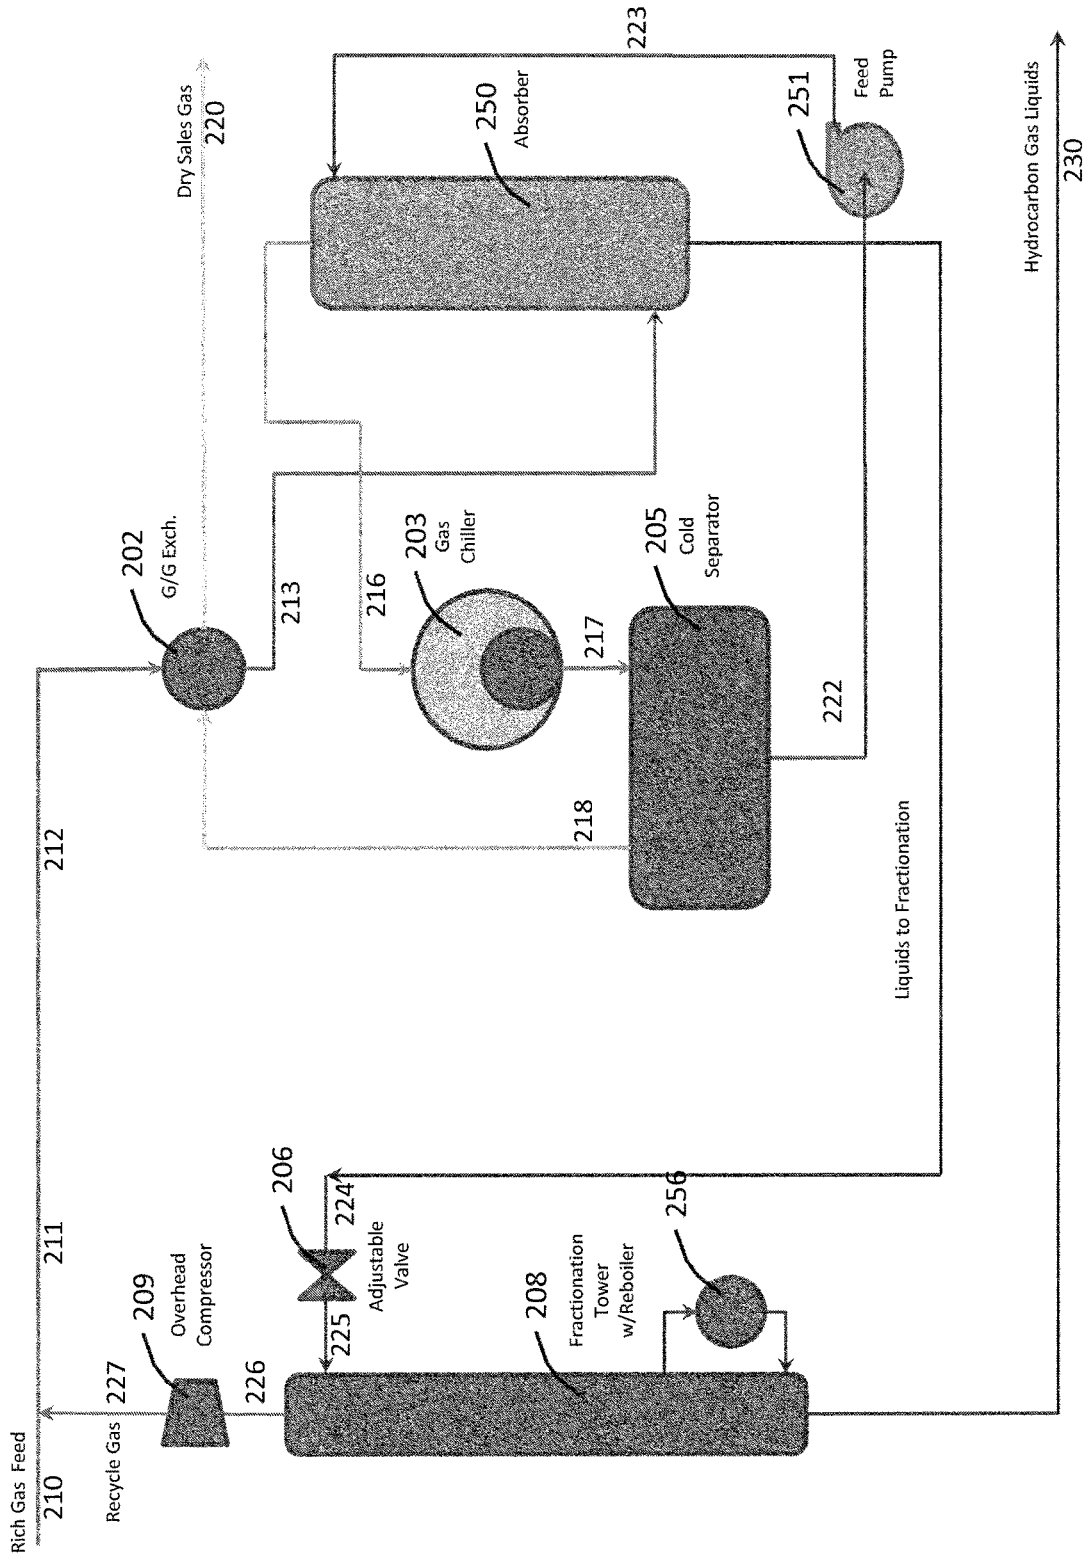 Rich Gas Feed
210
211
212
Recycle Gas
227
209
Overhead
Compressor
226
202
G/G Exch.
Dry Sales Gas
220
213
206
224
225
Adjustable
Valve
216
203
Gas
Chiller
217
218
250
Absorber
223
208
Fractionation
Tower
w/Reboiler
256
205
Cold
Separator
222
251
Feed
Pump
Liquids to Fractionation
Hydrocarbon Gas Liquids
230